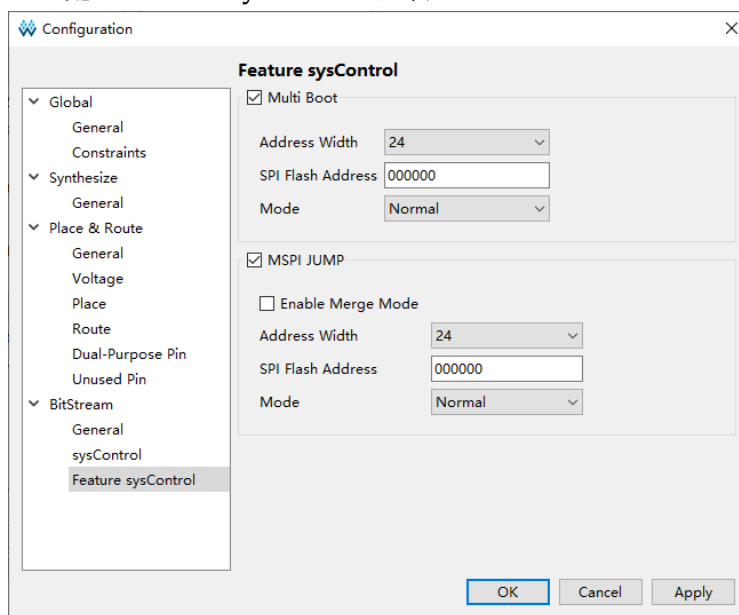 Configuration
Feature sysControl
Global
General
Constraints
Synthesize
General
Place & Route
General
Voltage
Place
Route
Dual-Purpose Pin
Unused Pin
BitStream
General
sysControl
Feature sysControl
Multi Boot
Address Width 24
SPI Flash Address 000000
Mode Normal
MSPI JUMP
Enable Merge Mode
Address Width 24
SPI Flash Address 000000
Mode Normal
OK Cancel Apply